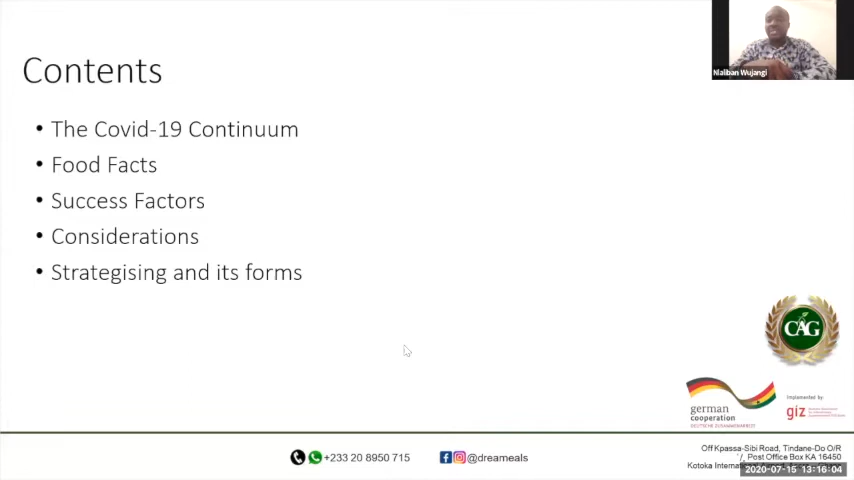 Contents
• The Covid-19 Continuum
• Food Facts
• Success Factors
• Considerations
• Strategising and its forms
Nialiban Wujangi
CAG
german
cooperation
DEUTSCHE ZUSAMMENARBEIT
Implemented by:
giz
+233 20 8950 715
@dreameals
Off Kpassa-Sibi Road, Tindane-Do O/R
Post Office Box KA 16450
Kotoka
2020-07-15 13:16:04